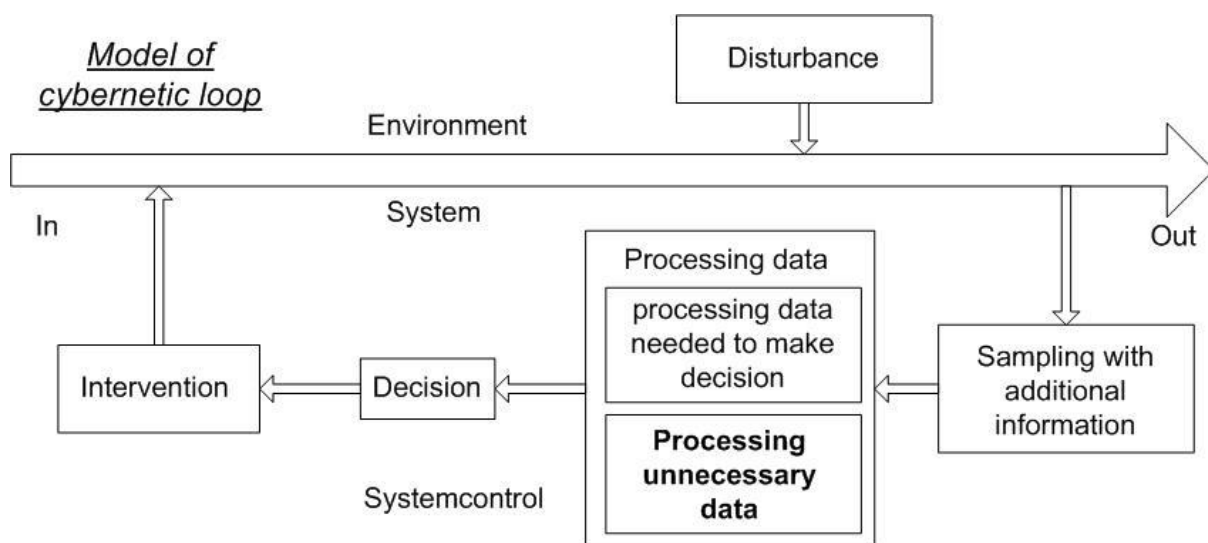 Model of
cybernetic loop
Disturbance
Environment
In
System
Out
Processing data
processing data
needed to make
decision
Processing
unnecessary
data
Sampling with
additional
information
Decision
Intervention
Systemcontrol